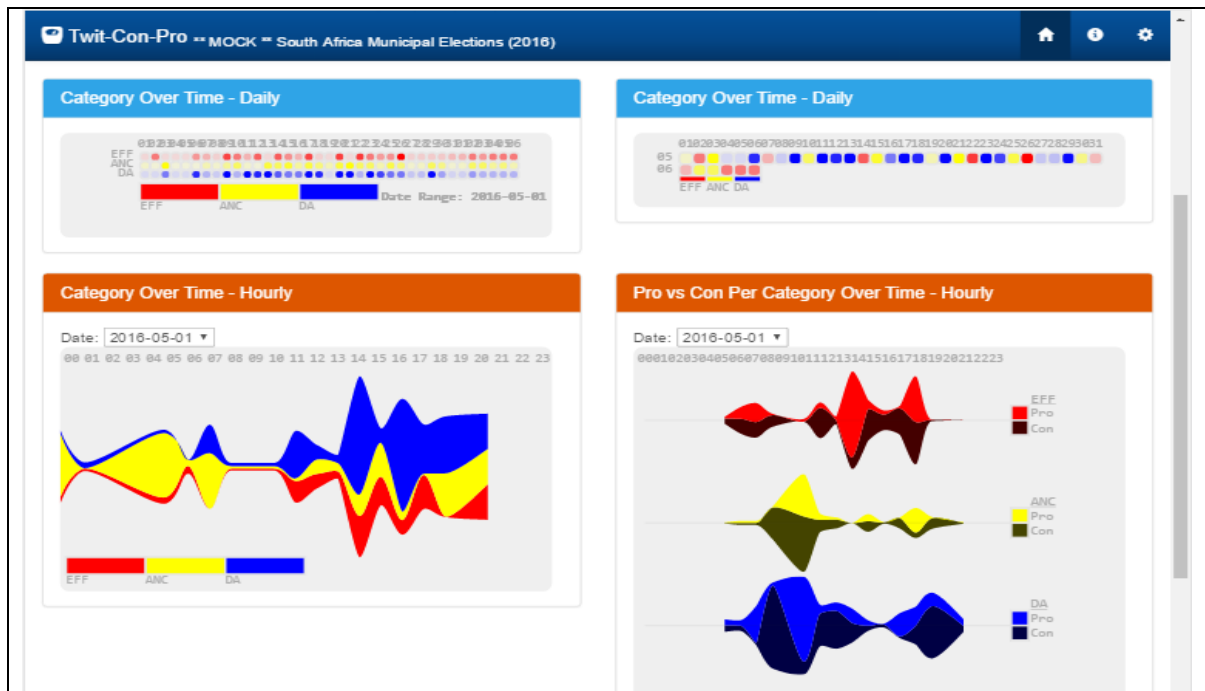 Twit-Con-Pro ** MOCK ** South Africa Municipal Elections (2016)
Category Over Time - Daily
EFF
ANC
DA
EFF ANC DA
Date Range: 2016-05-01
Category Over Time - Daily
01020304050607080910111213141516171819202122232425262728293031
05
06
EFF ANC DA
Category Over Time - Hourly
Date: 2016-05-01
00 01 02 03 04 05 06 07 08 09 10 11 12 13 14 15 16 17 18 19 20 21 22 23
EFF ANC DA
Pro vs Con Per Category Over Time - Hourly
Date: 2016-05-01
000102030405060708091011121314151617181920212223
EFF
Pro
Con
ANC
Pro
Con
DA
Pro
Con